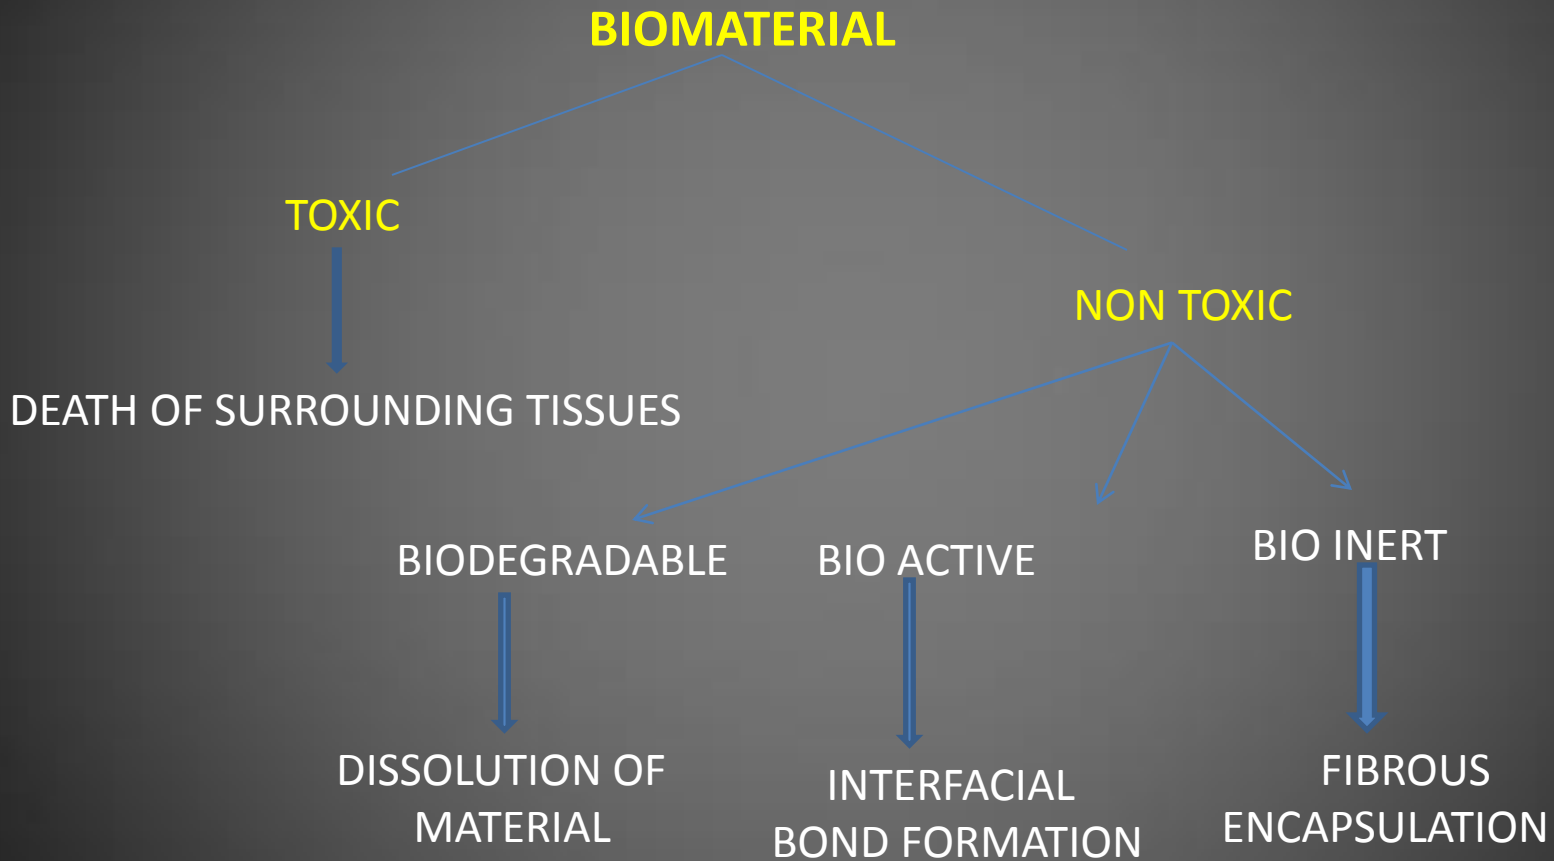 BIOMATERIAL
TOXIC
NON TOXIC
DEATH OF SURROUNDING TISSUES
BIODEGRADABLE
BIO ACTIVE
BIO INERT
DISSOLUTION OF
MATERIAL
INTERFACIAL
BOND FORMATION
FIBROUS
ENCAPSULATION